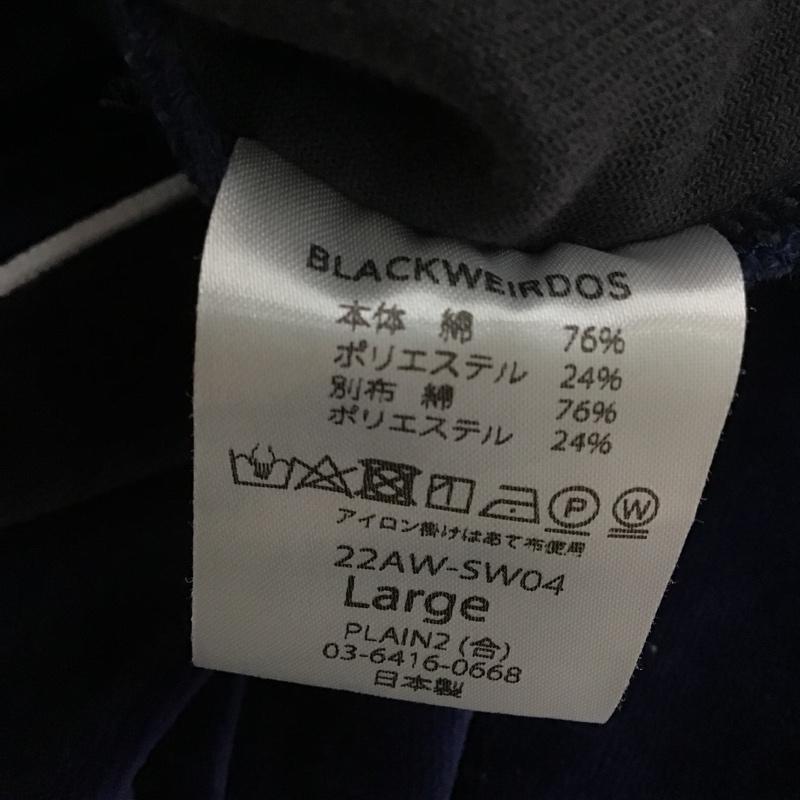 BLACKWEIRDOS
本体 綿 76%
ポリエステル 24%
別布 綿 76%
ポリエステル 24%
P W
アイロン掛けはあて布使用
22AW-SW04
Large
PLAIN2(合)
03-6416-0668
日本製